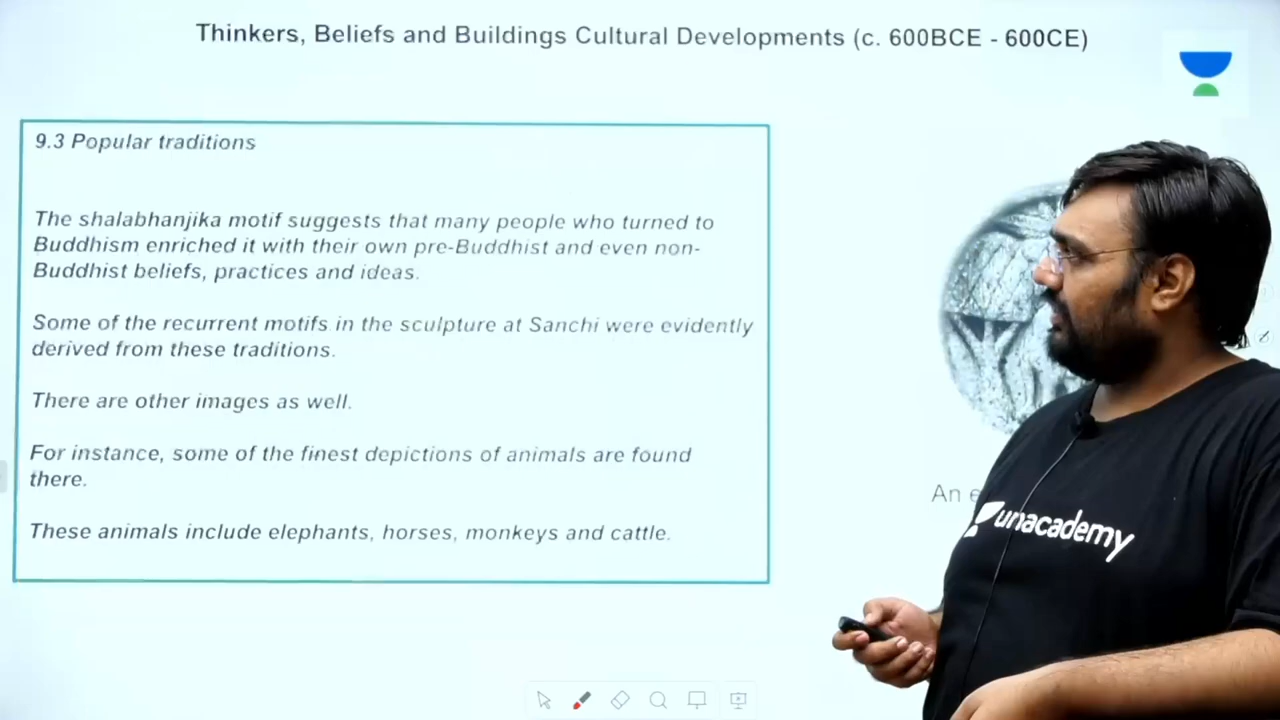 Thinkers, Beliefs and Buildings Cultural Developments (c. 600BCE - 600CE)
9.3 Popular traditions
The shalabhanjika motif suggests that many people who turned to
Buddhism enriched it with their own pre-Buddhist and even non-
Buddhist beliefs, practices and ideas.
Some of the recurrent motifs in the sculpture at Sanchi were evidently
derived from these traditions.
There are other images as well.
For instance, some of the finest depictions of animals are found
there.
These animals include elephants, horses, monkeys and cattle.
An
unacademy